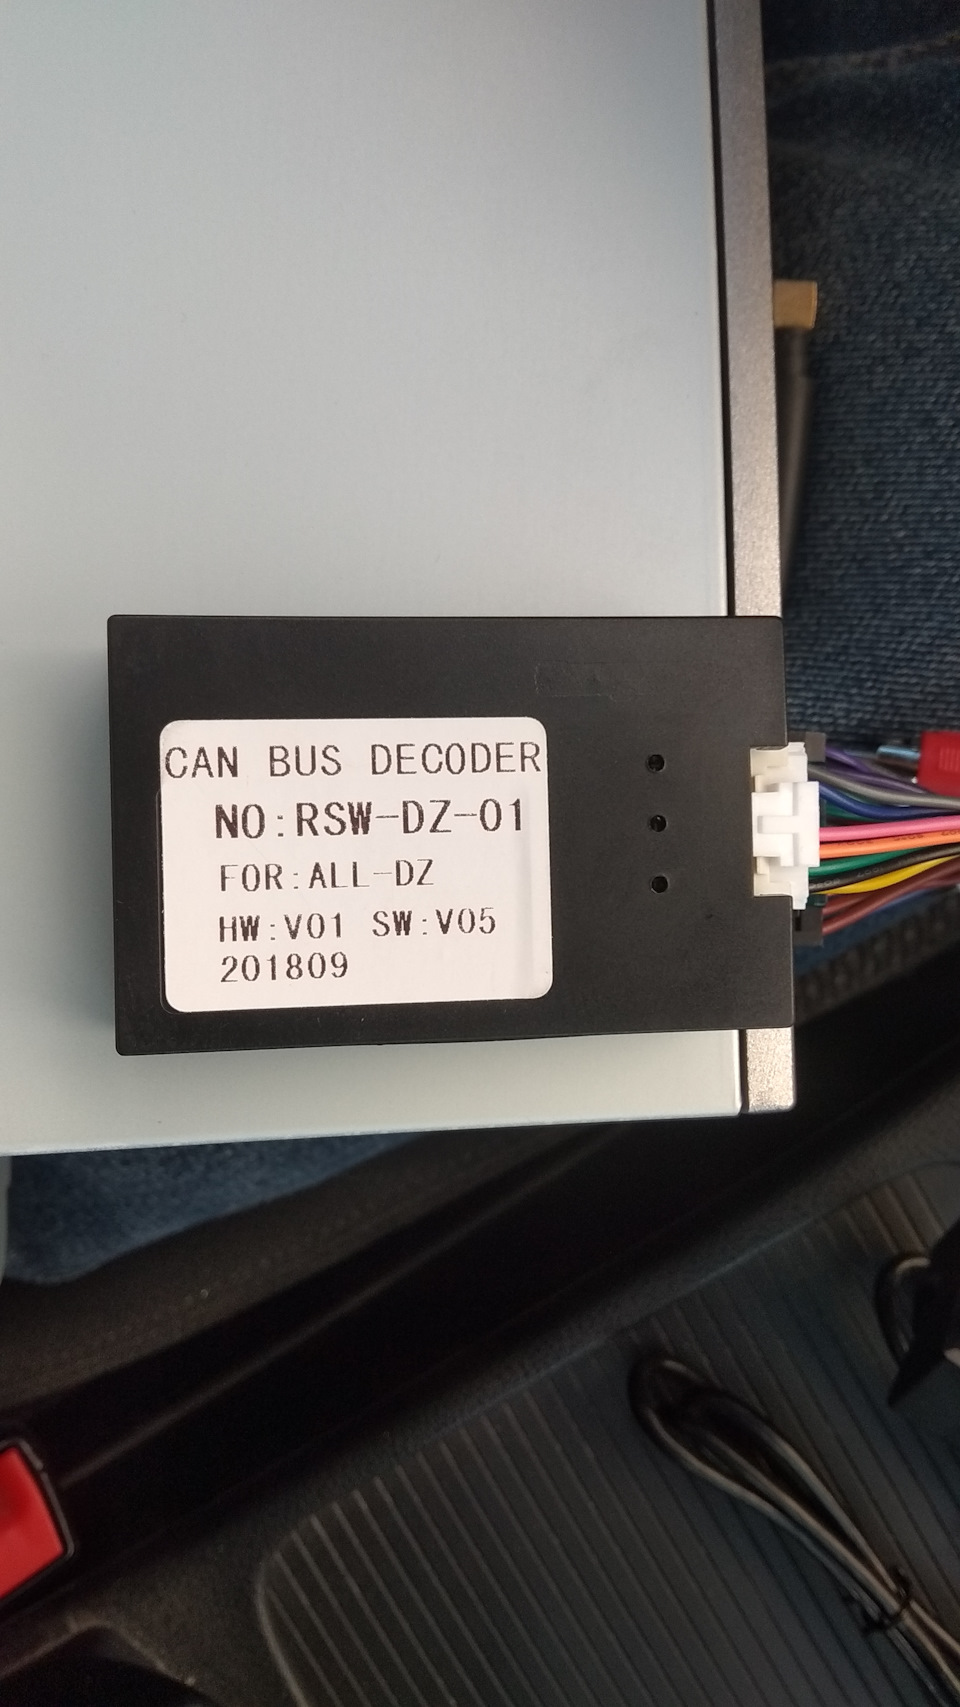 CAN BUS DECODER
NO:RSW-DZ-01
FOR:ALL-DZ
HW:V01 SW:V05
201809